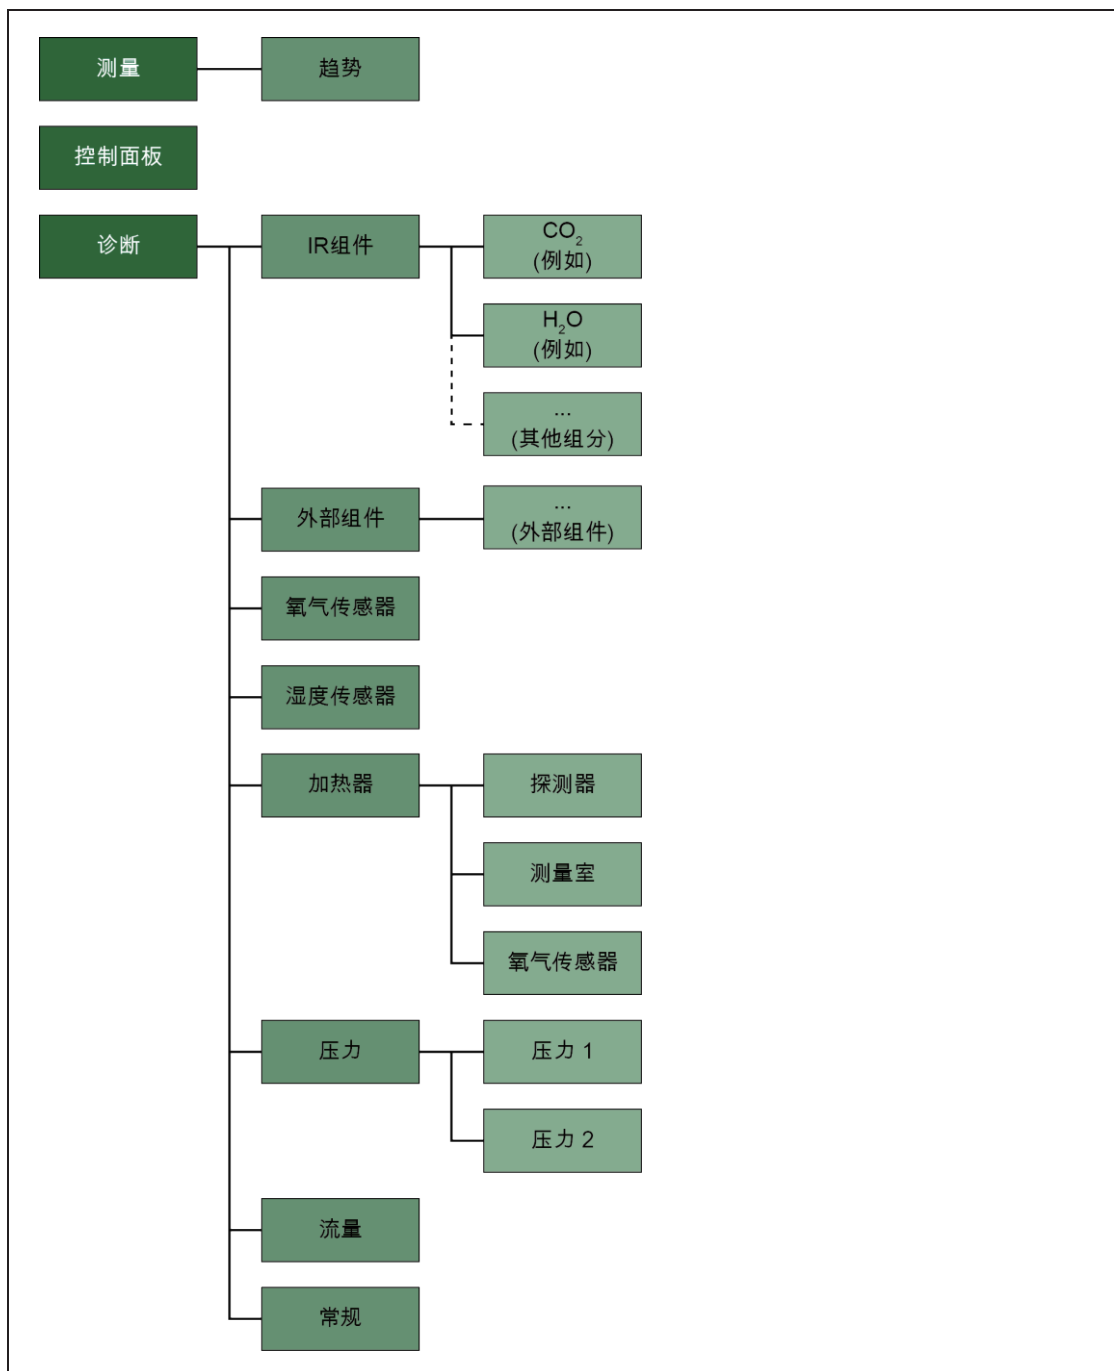 测量
趋势
控制面板
诊断
IR组件
CO₂
(例如)
H₂O
(例如)
...
(其他组分)
外部组件
...
(外部组件)
氧气传感器
湿度传感器
加热器
探测器
测量室
氧气传感器
压力
压力 1
压力 2
流量
常规